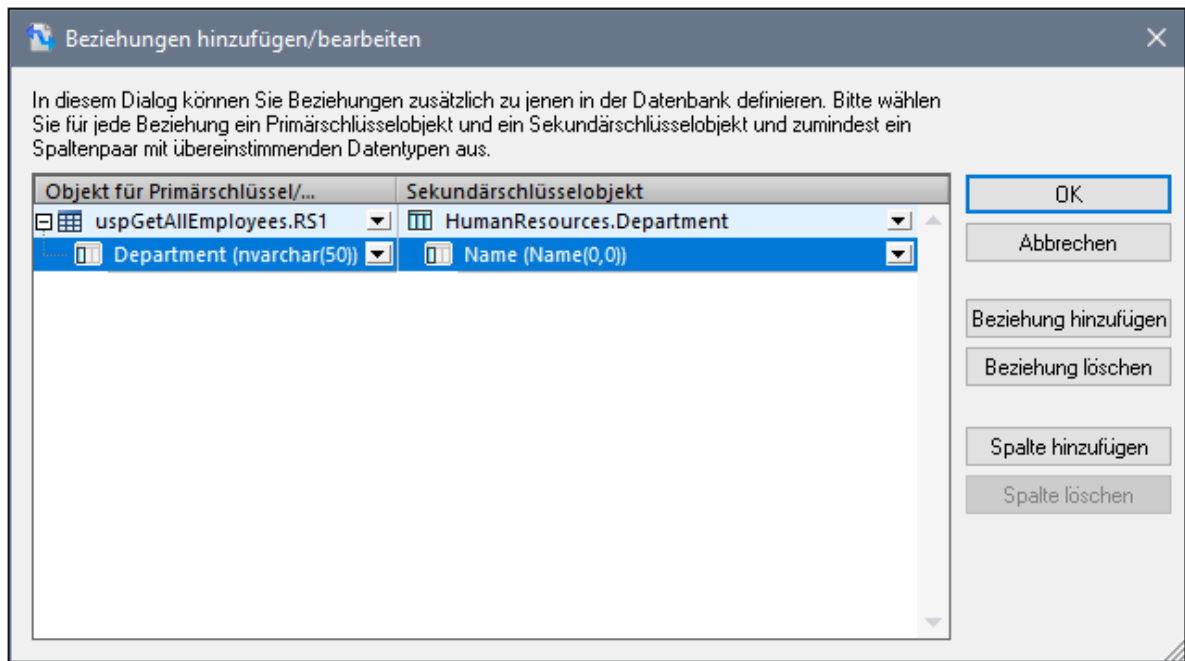 Beziehungen hinzufügen/bearbeiten
In diesem Dialog können Sie Beziehungen zusätzlich zu jenen in der Datenbank definieren. Bitte wählen
Sie für jede Beziehung ein Primärschlüsselobjekt und ein Sekundärschlüsselobjekt und zumindest ein
Spaltenpaar mit übereinstimmenden Datentypen aus.
Objekt für Primärschlüssel/... Sekundärschlüsselobjekt
uspGetAllEmployees.RS1 HumanResources.Department
Department (nvarchar(50)) Name (Name(0,0))
OK
Abbrechen
Beziehung hinzufügen
Beziehung löschen
Spalte hinzufügen
Spalte löschen